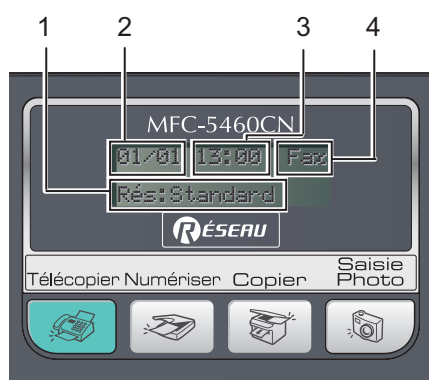 1 2 3 4
MFC-5460CN
01/01 13:00 Fax
Rés:Standard
RÉSEAU
Télécopier Numériser Copier Saisie Photo